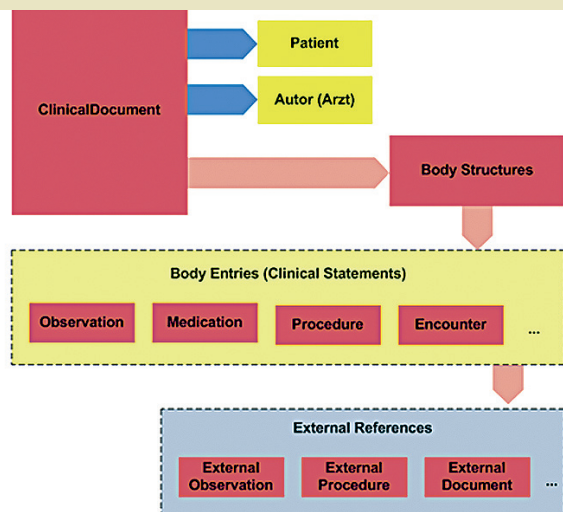 Patient
ClinicalDocument
Autor (Arzt)
Body Structures
Body Entries (Clinical Statements)
Observation
Medication
Procedure
Encounter
...
External References
External
Observation
External
Procedure
External
Document
...